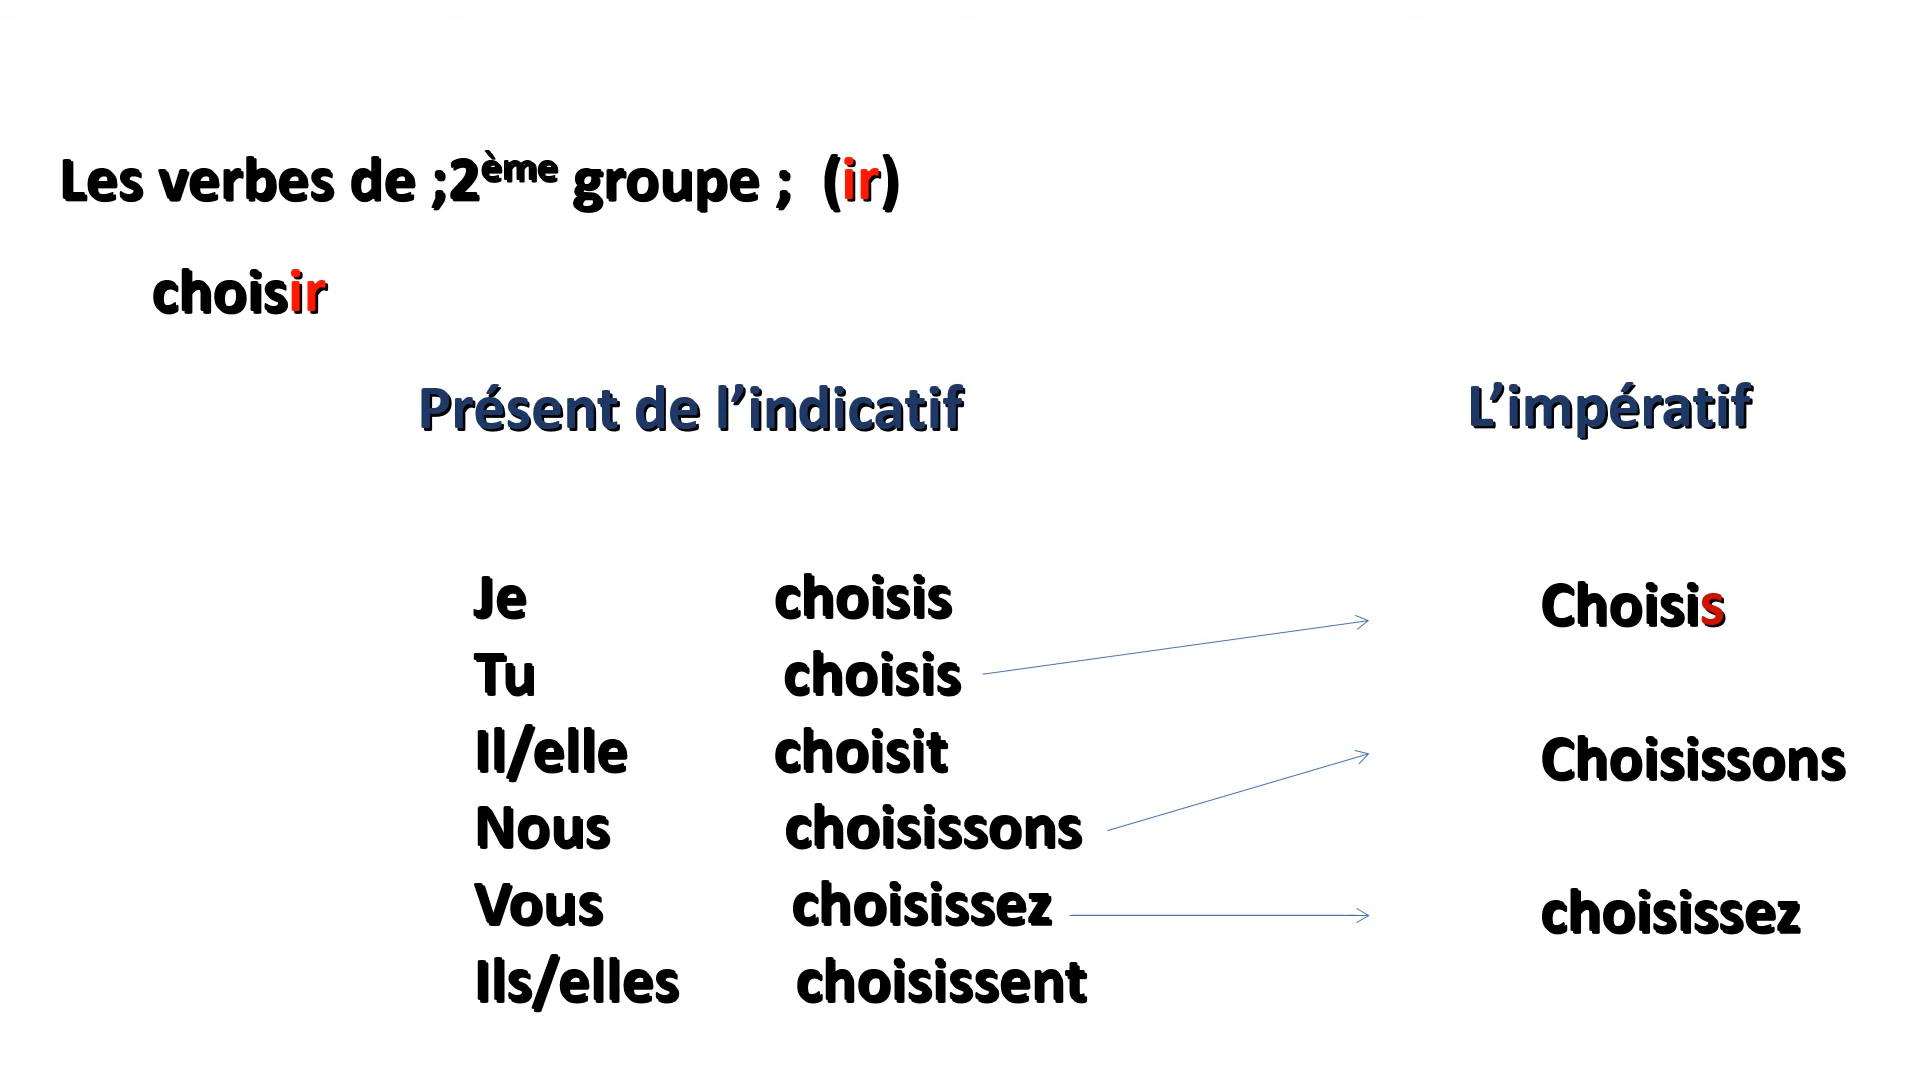 Les verbes de ;2ème groupe ; (ir)
choisir
Présent de l’indicatif L’impératif
Je choisis Choisis
Tu choisis
Il/elle choisit Choisissons
Nous choisissons
Vous choisissez choisissez
Ils/elles choisissent